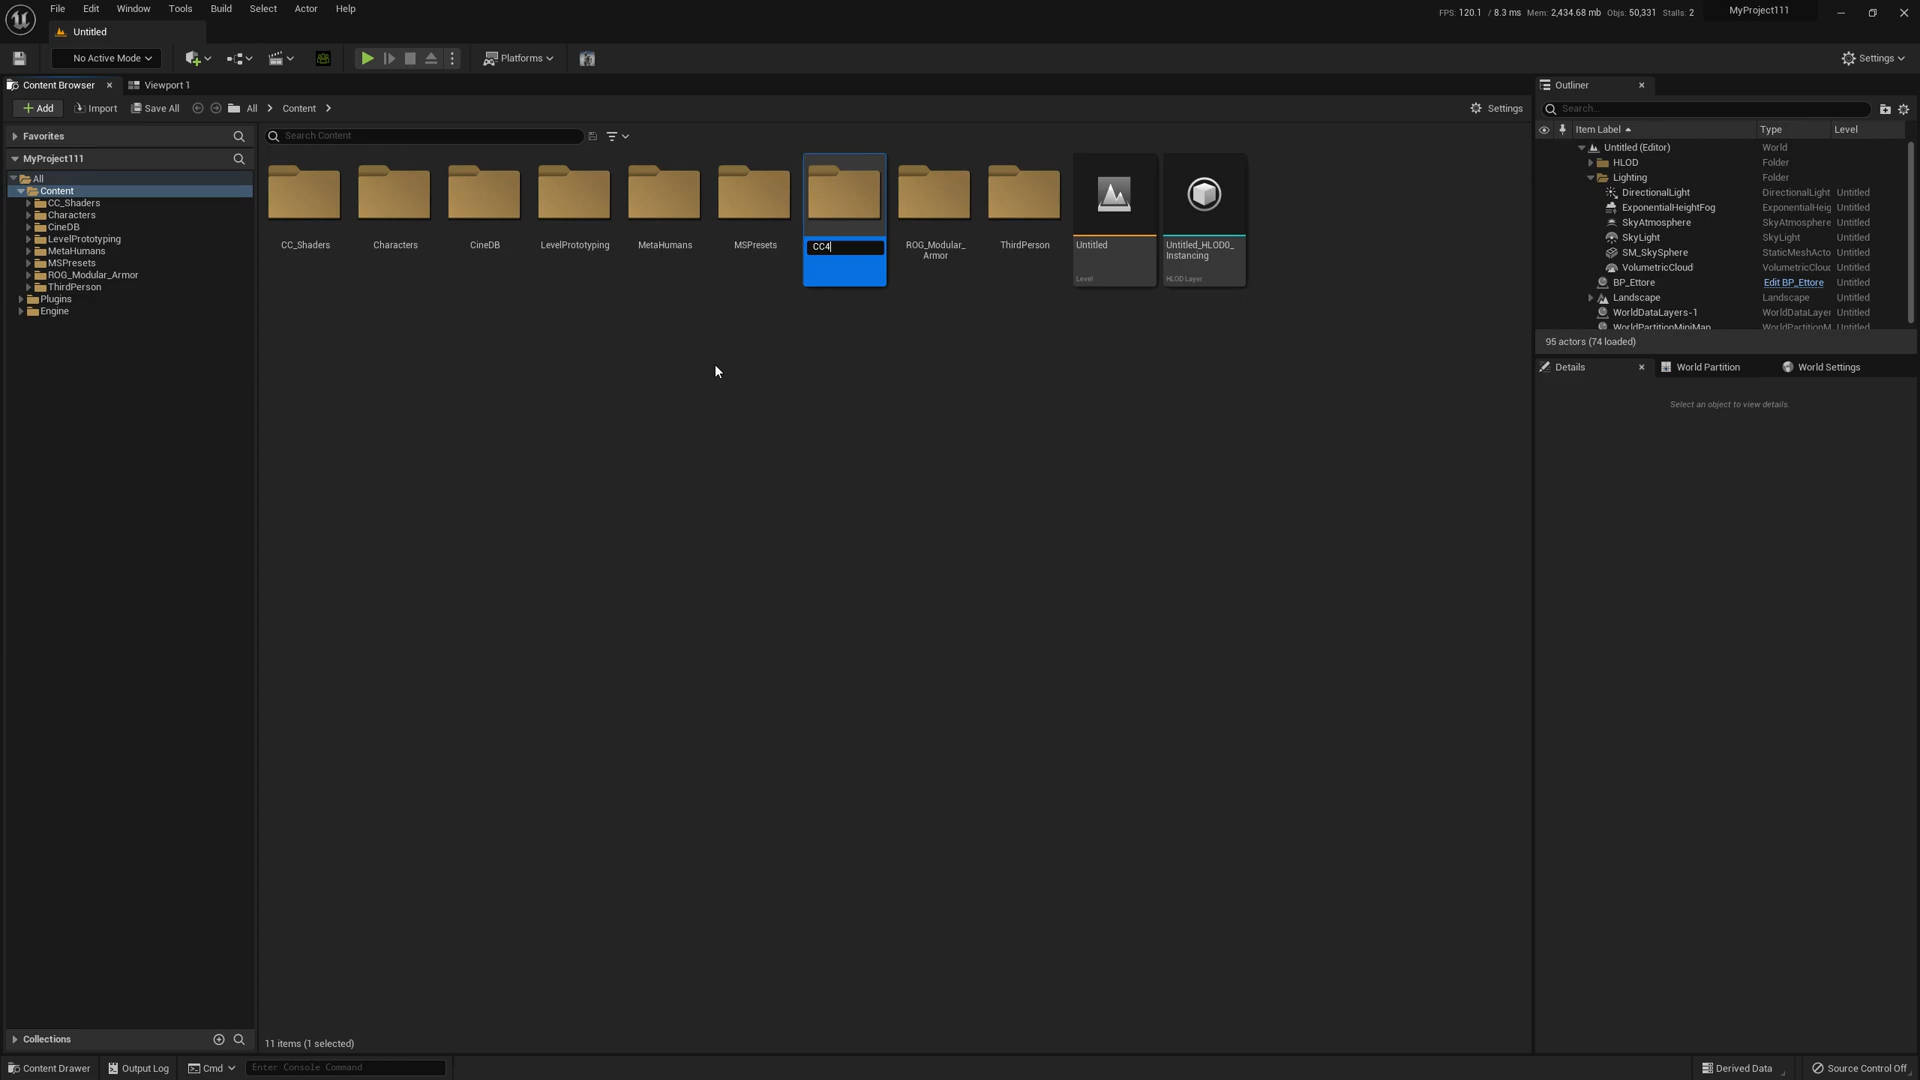 File Edit Window Tools Build Select Actor Help
FPS: 120.1 / 8.3 ms Mem: 2,434.68 mb Objs: 50,331 Stalls: 2
MyProject111
Untitled
No Active Mode
Platforms
Settings
Content Browser
Viewport 1
Add
Import
Save All
All
Content
Settings
Favorites
MyProject111
All
Content
CC_Shaders
Characters
CineDB
LevelPrototyping
MetaHumans
MSPresets
ROG_Modular_Armor
ThirdPerson
Plugins
Engine
Collections
Search Content
CC_Shaders
Characters
CineDB
LevelPrototyping
MetaHumans
MSPresets
CC4
ROG_Modular_
Armor
ThirdPerson
Untitled
Level
Untitled_HLOD0_
Instancing
HLOD Layer
11 items (1 selected)
Outliner
Search...
Item Label Type Level
Untitled (Editor) World
HLOD Folder
Lighting Folder
DirectionalLight DirectionalLight Untitled
ExponentialHeightFog ExponentialHeig Untitled
SkyAtmosphere SkyAtmosphere Untitled
SkyLight SkyLight Untitled
SM_SkySphere StaticMeshActo Untitled
VolumetricCloud VolumetricClou Untitled
BP_Ettore Edit BP_Ettore Untitled
Landscape Landscape Untitled
WorldDataLayers-1 WorldDataLayer Untitled
WorldPartitionMiniMap WorldPartitionM Untitled
95 actors (74 loaded)
Details
World Partition
World Settings
Select an object to view details.
Content Drawer
Output Log
Cmd
Enter Console Command
Derived Data
Source Control Off